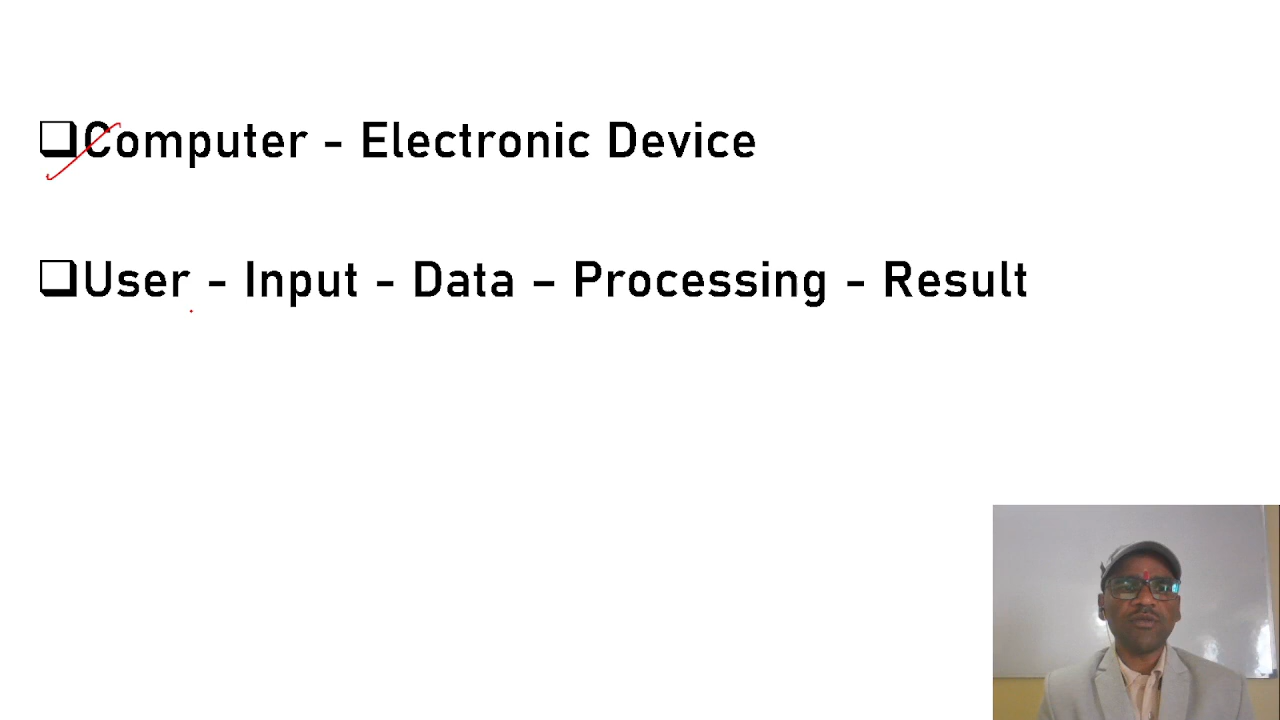 ❑Computer - Electronic Device
❑User - Input - Data – Processing - Result